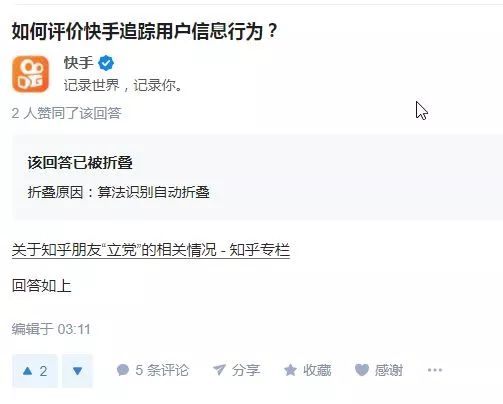 如何评价快手追踪用户信息行为？
快手
记录世界，记录你。
2 人赞同了该回答
该回答已被折叠
折叠原因：算法识别自动折叠
关于知乎朋友“立党”的相关情况 - 知乎专栏
回答如上
编辑于 03:11
2 5 条评论 分享 收藏 感谢